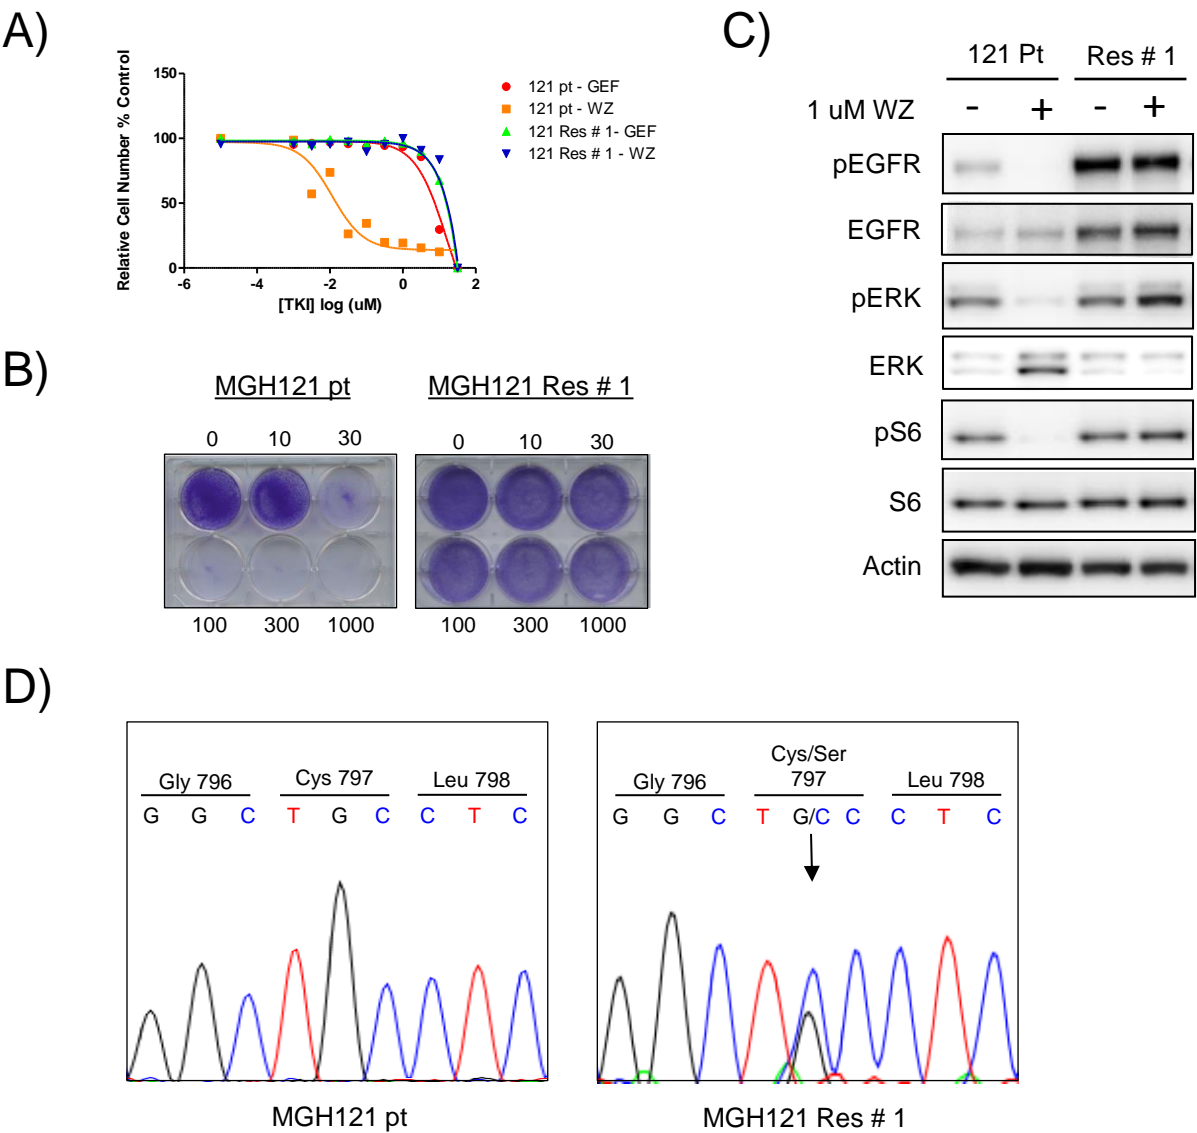 A)
Relative Cell Number % Control
150
100
50
0
-6 -4 -2 0 2
[TKI] log (uM)
121 pt - GEF
121 pt - WZ
121 Res # 1- GEF
121 Res # 1 - WZ
B)
MGH121 pt
0 10 30
100 300 1000
MGH121 Res # 1
0 10 30
100 300 1000
C)
121 Pt Res # 1
1 uM WZ - + - +
pEGFR
EGFR
pERK
ERK
pS6
S6
Actin
D)
Gly 796 Cys 797 Leu 798
G G C T G C C T C
MGH121 pt
Cys/Ser
Gly 796 797 Leu 798
G G C T G/C C C T C
MGH121 Res # 1